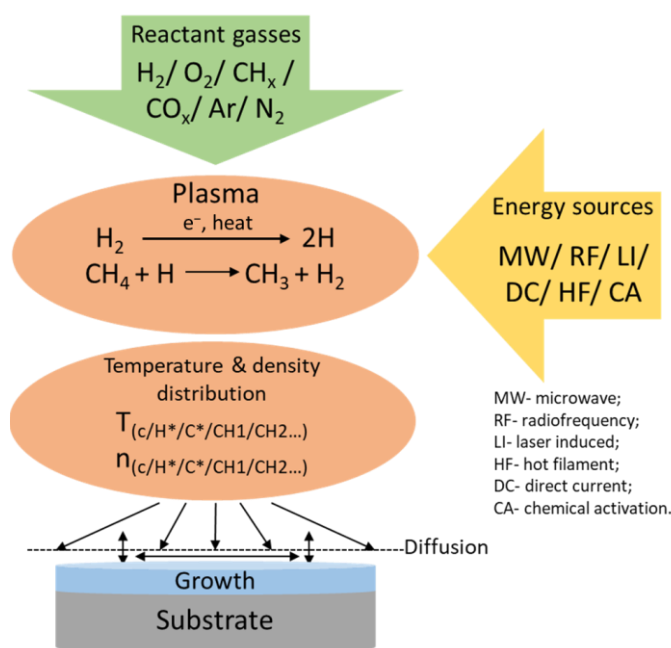 Reactant gasses
H₂/ O₂/ CHₓ /
COₓ/ Ar/ N₂
Plasma
e⁻, heat
H₂ ⟶ 2H
CH₄ + H ⟶ CH₃ + H₂
Energy sources
MW/ RF/ LI/
DC/ HF/ CA
Temperature & density
distribution
T(c/H*/C*/CH1/CH2...)
n(c/H*/C*/CH1/CH2...)
MW- microwave;
RF- radiofrequency;
LI- laser induced;
HF- hot filament;
DC- direct current;
CA- chemical activation.
Diffusion
Growth
Substrate